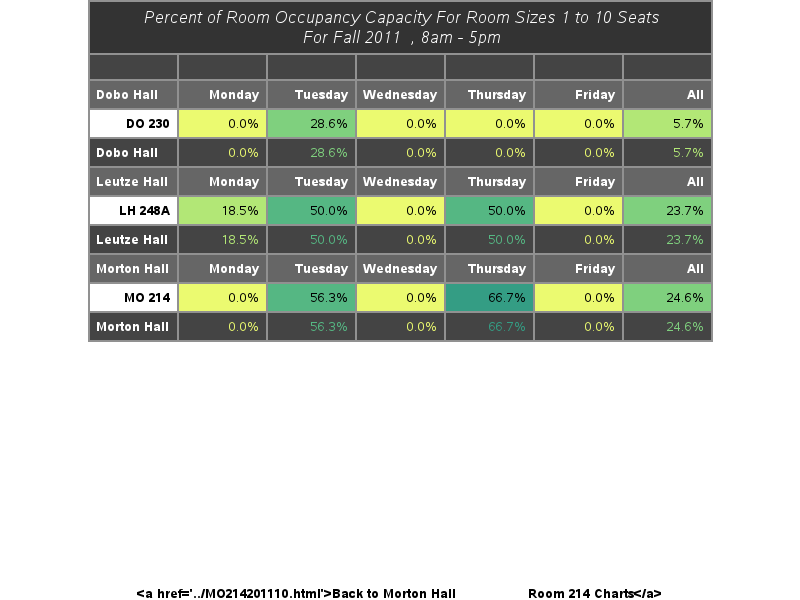 Percent of Room Occupancy Capacity For Room Sizes 1 to 10 Seats
For Fall 2011 , 8am - 5pm
Dobo Hall Monday Tuesday Wednesday Thursday Friday All
DO 230 0.0% 28.6% 0.0% 0.0% 0.0% 5.7%
Dobo Hall 0.0% 28.6% 0.0% 0.0% 0.0% 5.7%
Leutze Hall Monday Tuesday Wednesday Thursday Friday All
LH 248A 18.5% 50.0% 0.0% 50.0% 0.0% 23.7%
Leutze Hall 18.5% 50.0% 0.0% 50.0% 0.0% 23.7%
Morton Hall Monday Tuesday Wednesday Thursday Friday All
MO 214 0.0% 56.3% 0.0% 66.7% 0.0% 24.6%
Morton Hall 0.0% 56.3% 0.0% 66.7% 0.0% 24.6%
<a href='../MO214201110.html'>Back to Morton Hall Room 214 Charts</a>